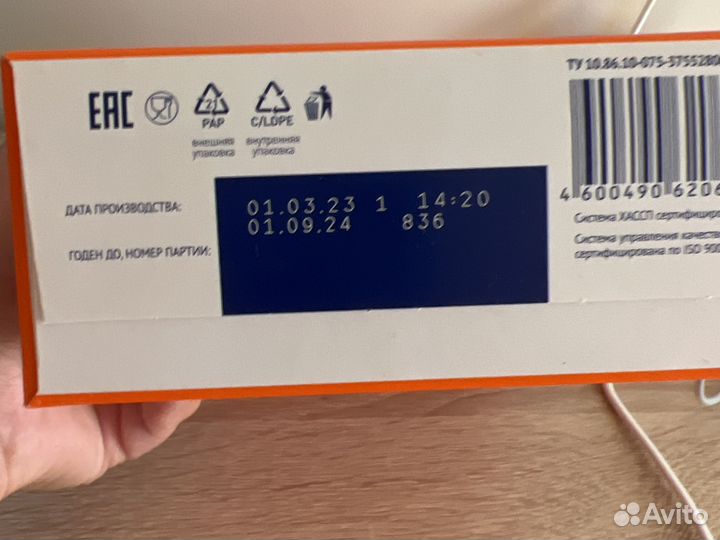 ТУ 10.86.10-075-3755280
EAC
21
PAP
внешняя
упаковка
C/LDPE
внутренняя
упаковка
ДАТА ПРОИЗВОДСТВА:
01.03.23 1 14:20
01.09.24 836
ГОДЕН ДО, НОМЕР ПАРТИИ:
4 600490 6206
Система ХАССП сертифициро
Система управления качеств
сертифицирована по ISO 900
Avito